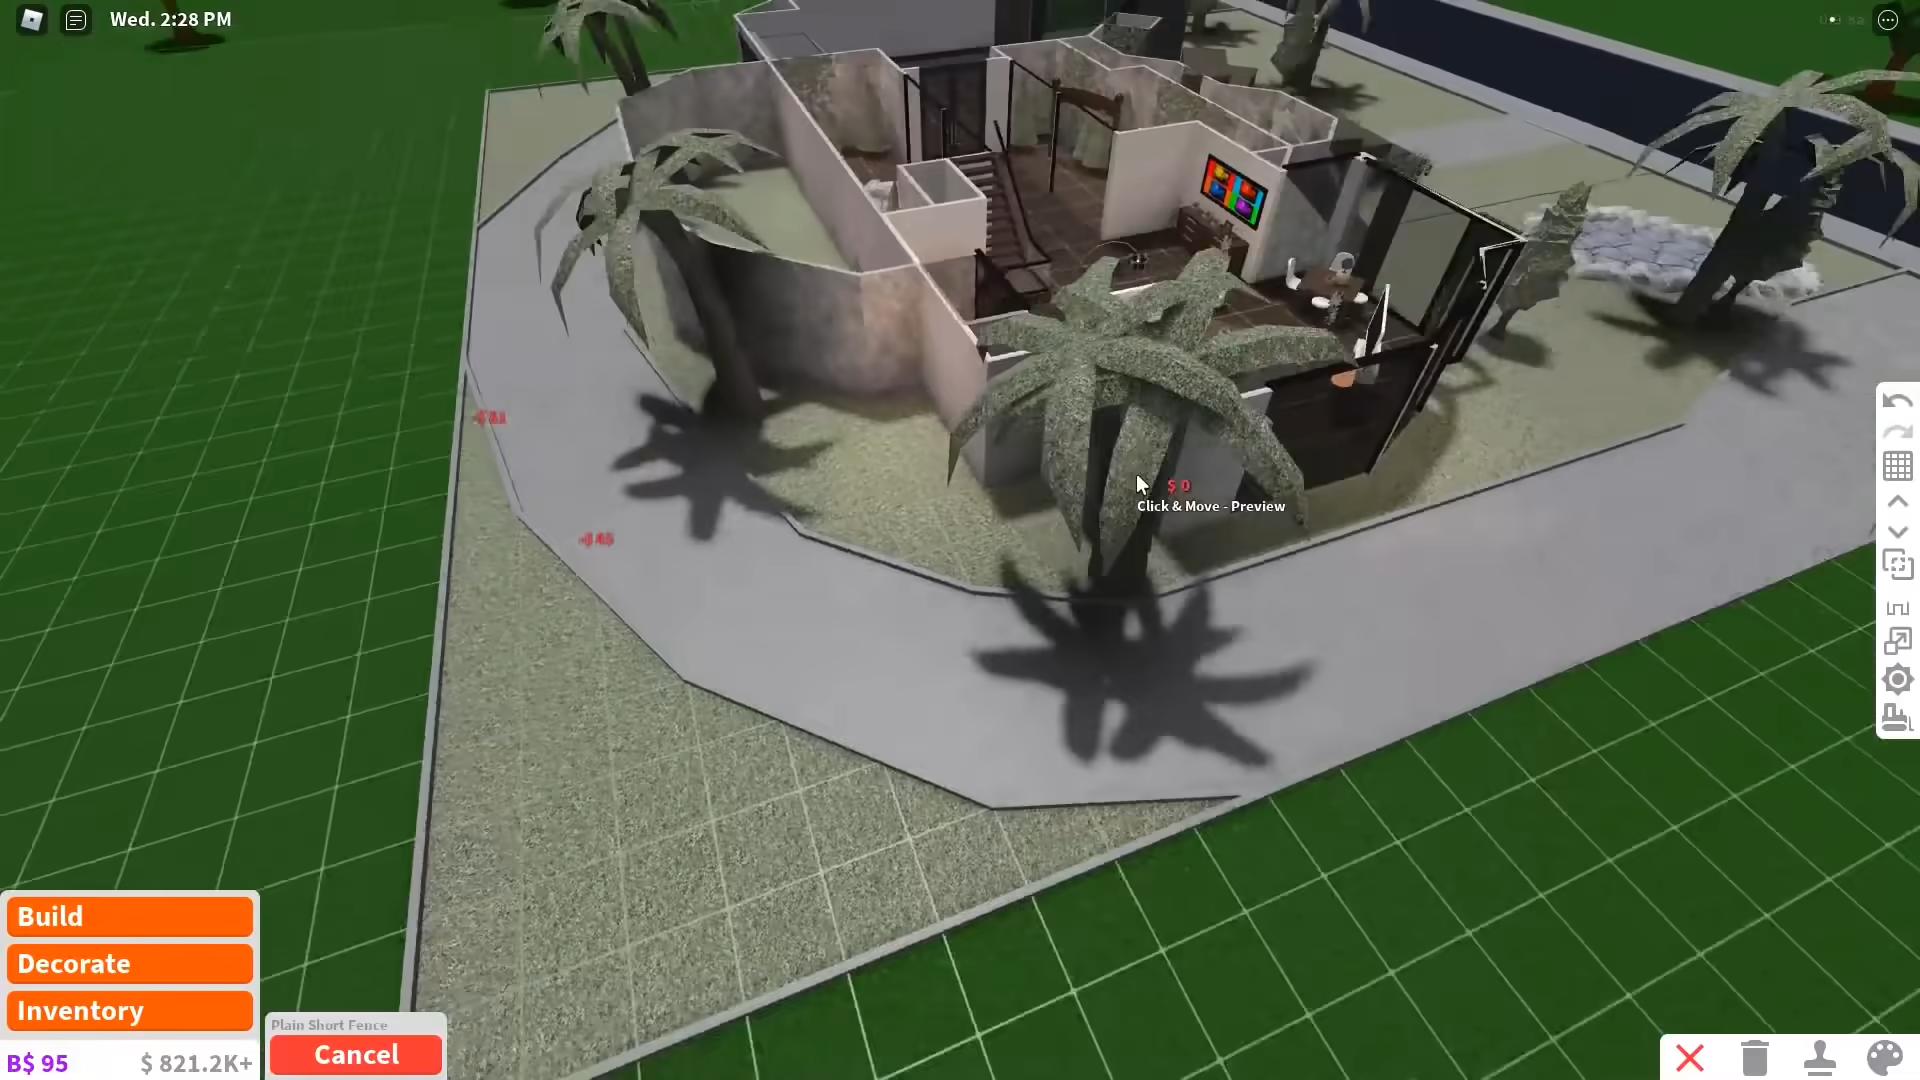 Wed. 2:28 PM
$ 0
Click & Move - Preview
Build
Decorate
Inventory
Plain Short Fence
Cancel
B$ 95
$ 821.2K+